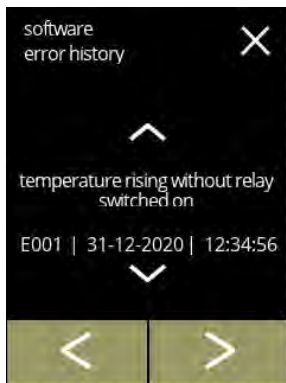 software
error history
temperature rising without relay
switched on
E001 | 31-12-2020 | 12:34:56